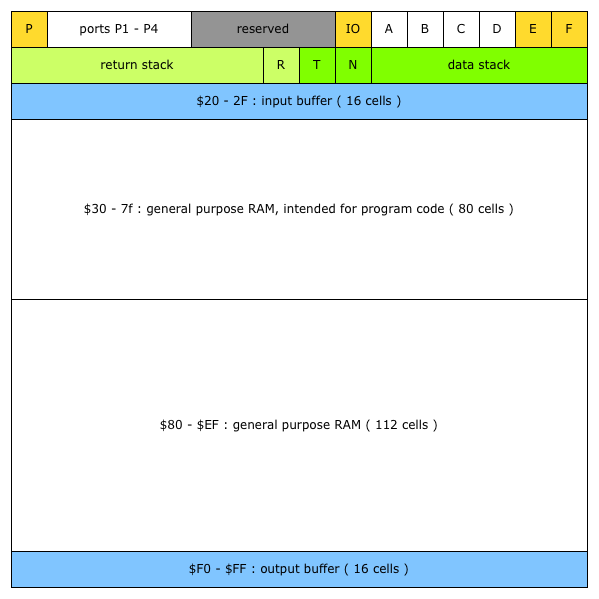 P ports P1 - P4 reserved IO A B C D E F
return stack R T N data stack
$20 - 2F : input buffer ( 16 cells )
$30 - 7f : general purpose RAM, intended for program code ( 80 cells )
$80 - $EF : general purpose RAM ( 112 cells )
$F0 - $FF : output buffer ( 16 cells )